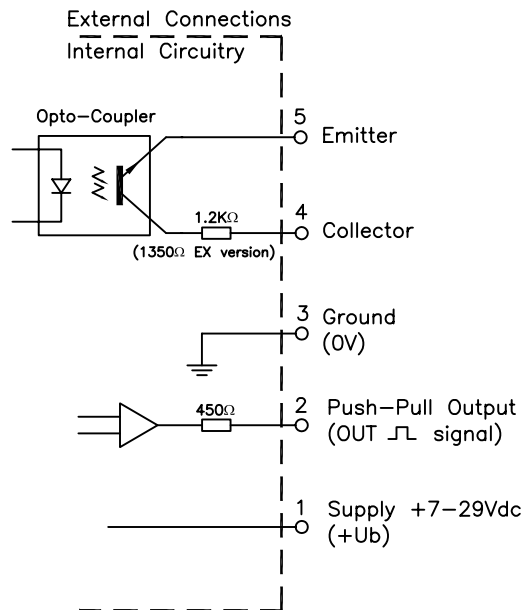 External Connections
Internal Circuitry
Opto-Coupler
5
Emitter
1.2KΩ
4
Collector
(1350Ω EX version)
3
Ground
(0V)
450Ω
2
Push-Pull Output
(OUT ⎍ signal)
1
Supply +7-29Vdc
(+Ub)